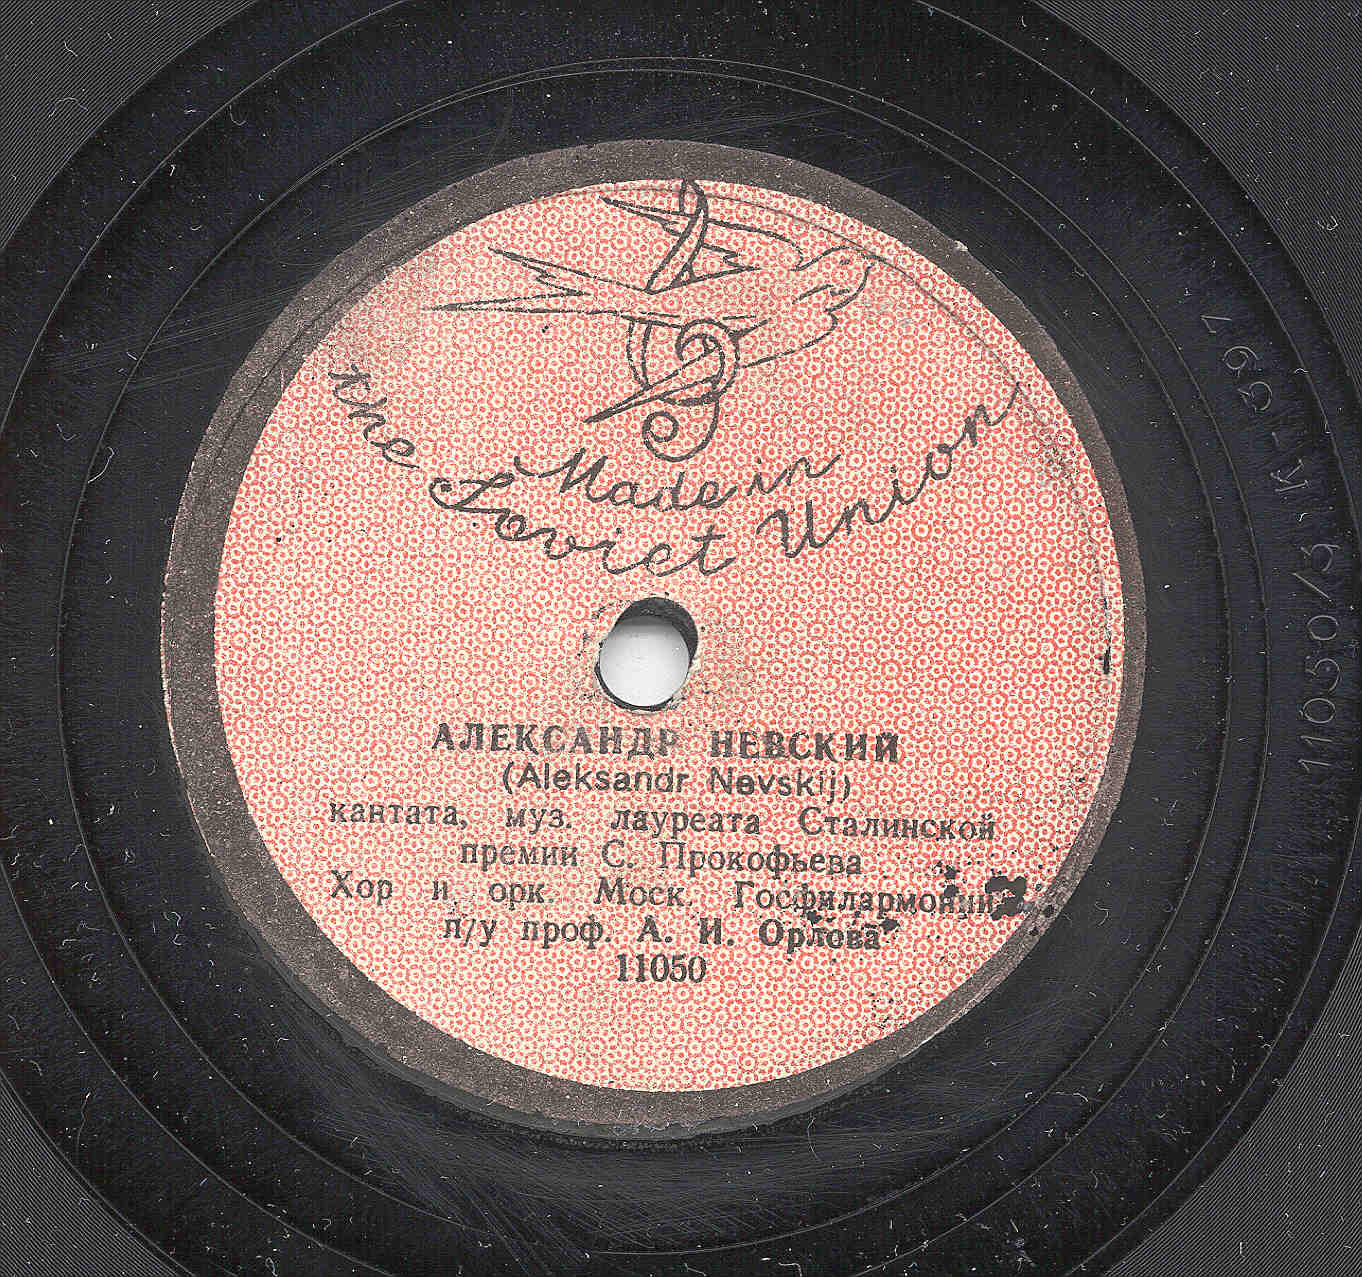 Made in
the Soviet Union
АЛЕКСАНДР НЕВСКИЙ
(Aleksandr Nevskij)
кантата, муз. лауреата Сталинской
премии С. Прокофьева
Хор и орк. Моск. Госфилармонии
п/у проф. А. И. Орлова
11050
11050/3